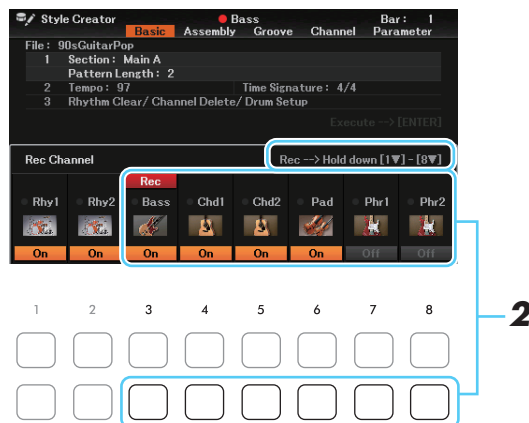 Style Creator Bass Bar: 1
Basic Assembly Groove Channel Parameter
File: 90sGuitarPop
1 Section: Main A
Pattern Length: 2
2 Tempo: 97 Time Signature: 4/4
3 Rhythm Clear/ Channel Delete/ Drum Setup
Execute -->[ENTER]
Rec Channel Rec --> Hold down [1▼] - [8▼]
Rec
Rhy1 Rhy2 Bass Chd1 Chd2 Pad Phr1 Phr2
On On On On On On Off Off
1 2 3 4 5 6 7 8
2